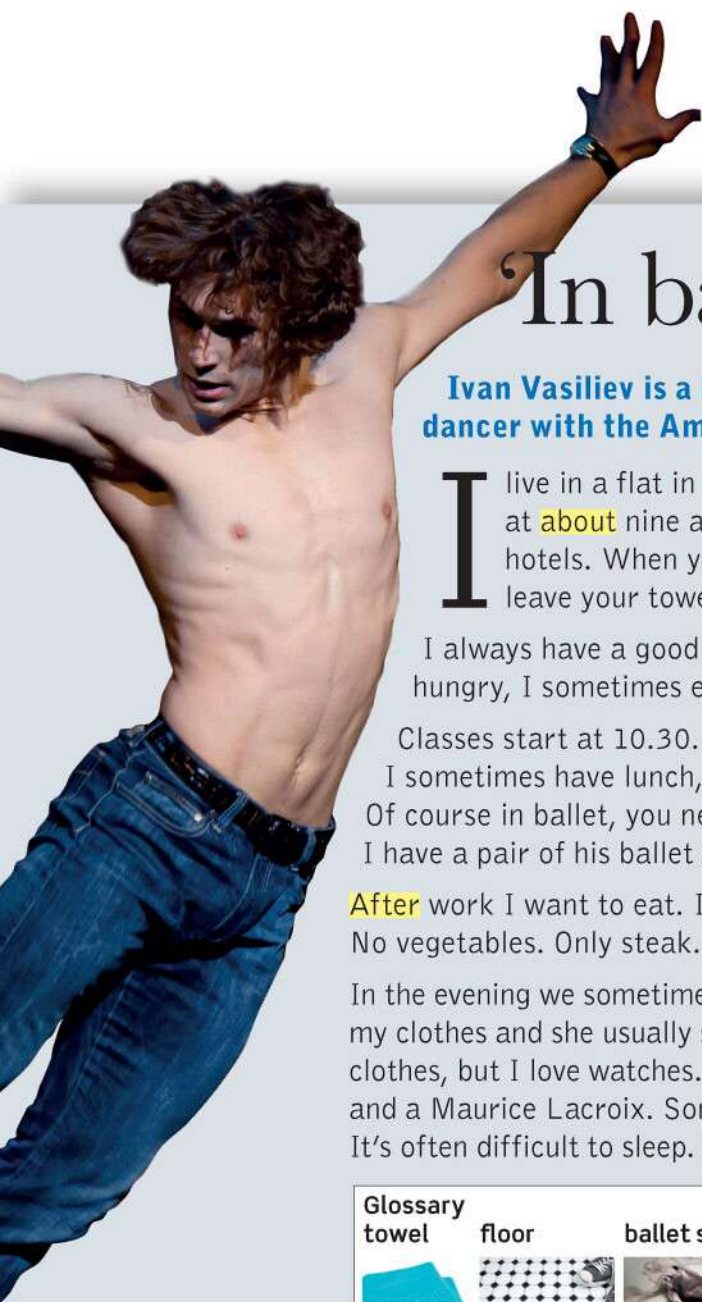 ‘In ba
Ivan Vasiliev is a
dancer with the Am
I live in a flat in
at about nine a
hotels. When y
leave your towe
I always have a good
hungry, I sometimes e
Classes start at 10.30.
I sometimes have lunch,
Of course in ballet, you ne
I have a pair of his ballet
After work I want to eat. I
No vegetables. Only steak.
In the evening we sometime
my clothes and she usually s
clothes, but I love watches.
and a Maurice Lacroix. Som
It’s often difficult to sleep.
Glossary
towel floor ballet s